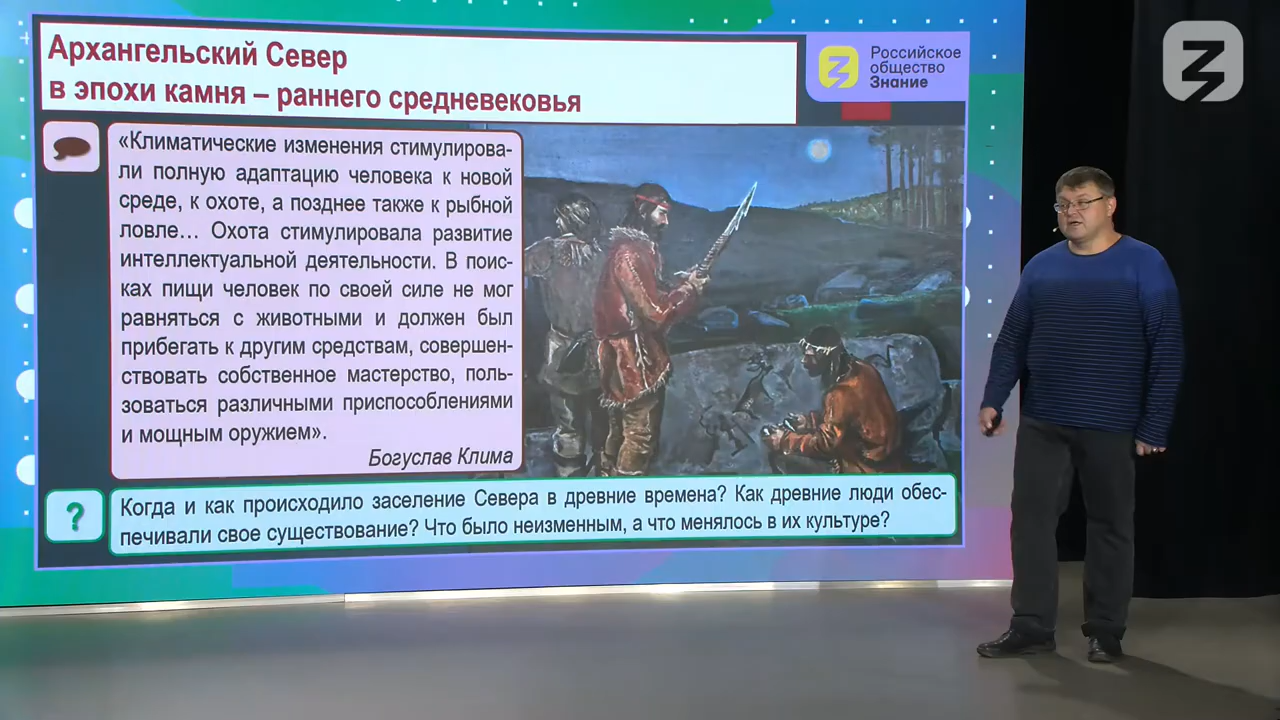 Архангельский Север
в эпохи камня – раннего средневековья
Российское
общество
Знание
«Климатические изменения стимулирова-
ли полную адаптацию человека к новой
среде, к охоте, а позднее также к рыбной
ловле... Охота стимулировала развитие
интеллектуальной деятельности. В поис-
ках пищи человек по своей силе не мог
равняться с животными и должен был
прибегать к другим средствам, совершен-
ствовать собственное мастерство, поль-
зоваться различными приспособлениями
и мощным оружием».
Богуслав Клима
?
Когда и как происходило заселение Севера в древние времена? Как древние люди обес-
печивали свое существование? Что было неизменным, а что менялось в их культуре?